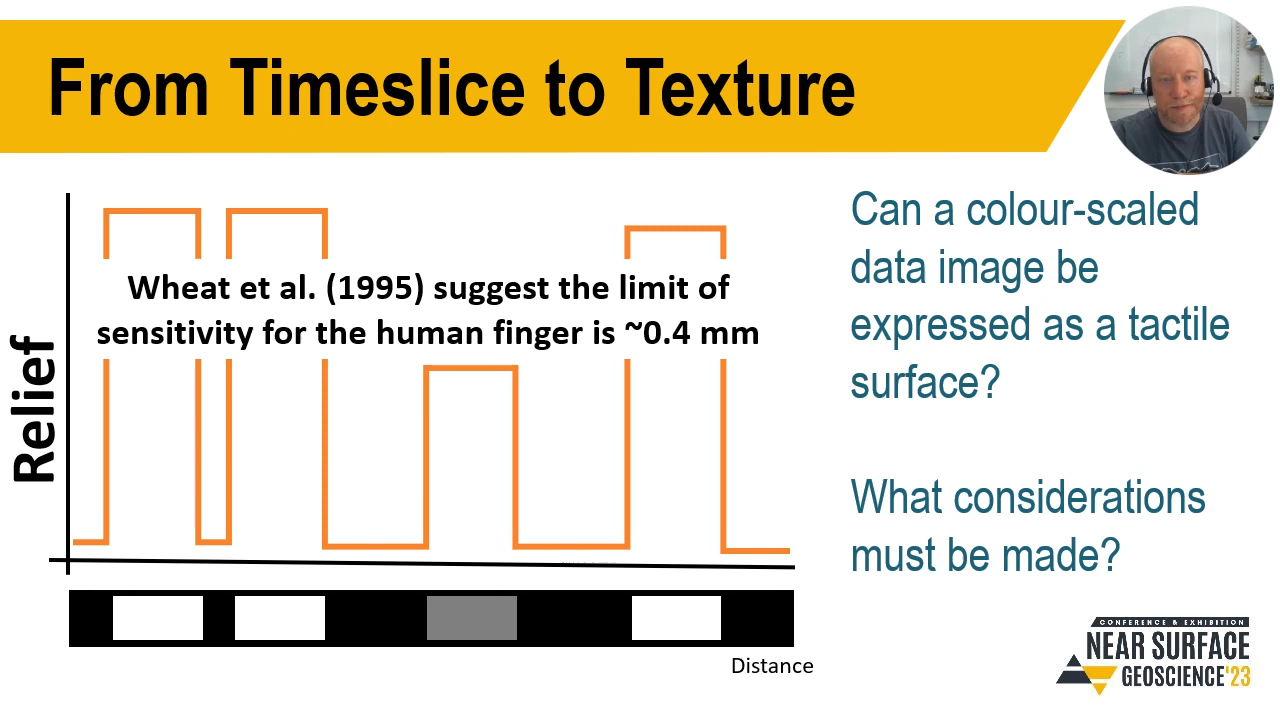 From Timeslice to Texture
Wheat et al. (1995) suggest the limit of
sensitivity for the human finger is ~0.4 mm
Relief
Distance
Can a colour-scaled
data image be
expressed as a tactile
surface?
What considerations
must be made?
CONFERENCE & EXHIBITION
NEAR SURFACE
GEOSCIENCE'23